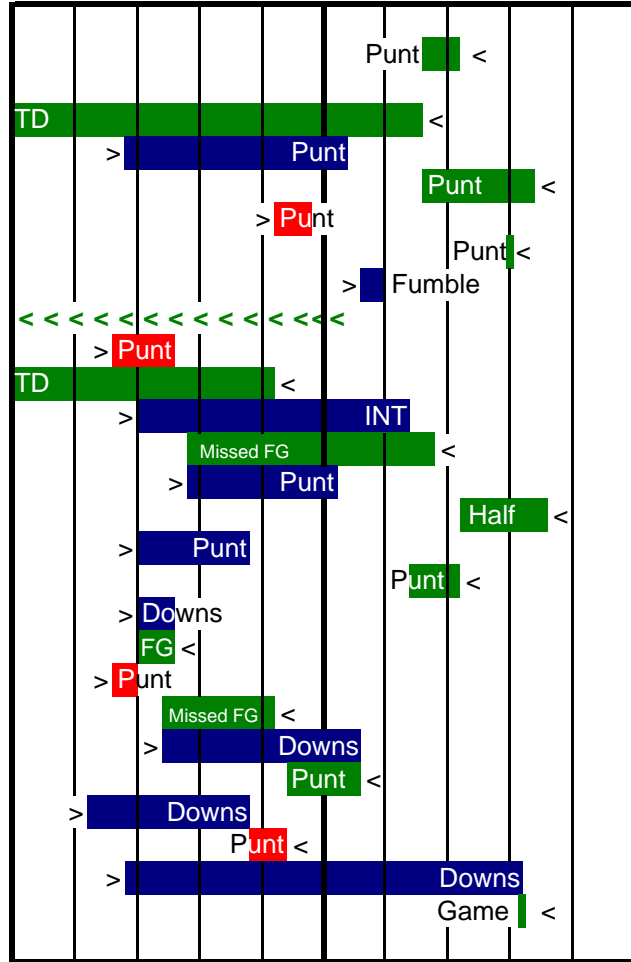 Punt <
TD <
> Punt
Punt <
> Punt
Punt <
> Fumble
< < < < < < < < < < < < < <
> Punt
TD <
> INT
Missed FG <
> Punt
Half <
> Punt
Punt <
> Downs
FG <
> Punt
Missed FG <
> Downs
Punt <
> Downs
Punt <
> Downs
Game <